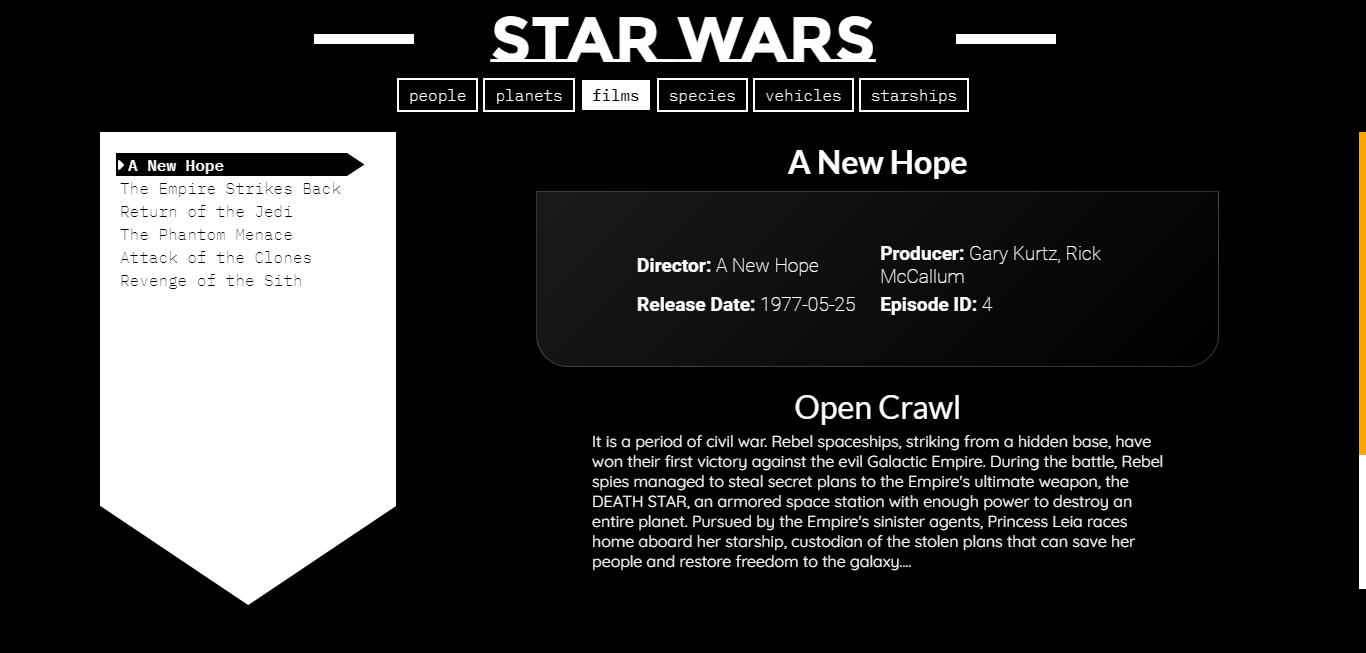 STAR WARS
people planets films species vehicles starships
A New Hope
The Empire Strikes Back
Return of the Jedi
The Phantom Menace
Attack of the Clones
Revenge of the Sith
A New Hope
Director: A New Hope
Producer: Gary Kurtz, Rick
McCallum
Release Date: 1977-05-25
Episode ID: 4
Open Crawl
It is a period of civil war. Rebel spaceships, striking from a hidden base, have
won their first victory against the evil Galactic Empire. During the battle, Rebel
spies managed to steal secret plans to the Empire's ultimate weapon, the
DEATH STAR, an armored space station with enough power to destroy an
entire planet. Pursued by the Empire's sinister agents, Princess Leia races
home aboard her starship, custodian of the stolen plans that can save her
people and restore freedom to the galaxy....